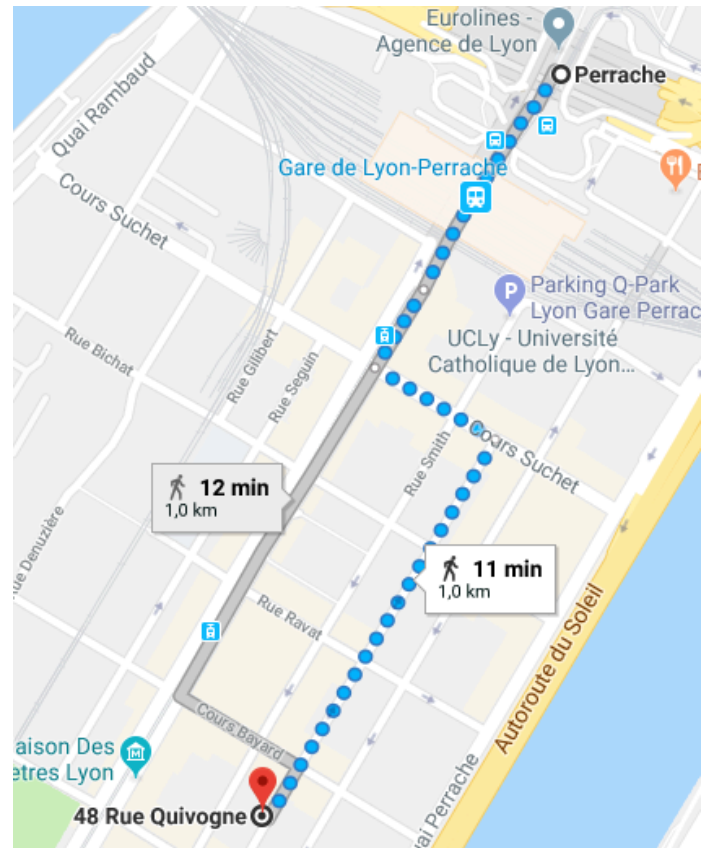 Eurolines -
Agence de Lyon
Perrache
Quai Rambaud
Gare de Lyon-Perrache
Cours Suchet
Parking Q-Park
Lyon Gare Perrac
UCLy - Université
Catholique de Lyon...
Rue Bichat
Rue Gilibert
Rue Seguin
Rue Smith
Cours Suchet
12 min
1,0 km
Rue Denuzière
11 min
1,0 km
Rue Ravat
Autoroute du Soleil
Cours Bayard
aison Des
etres Lyon
48 Rue Quivogne
ai Perrache